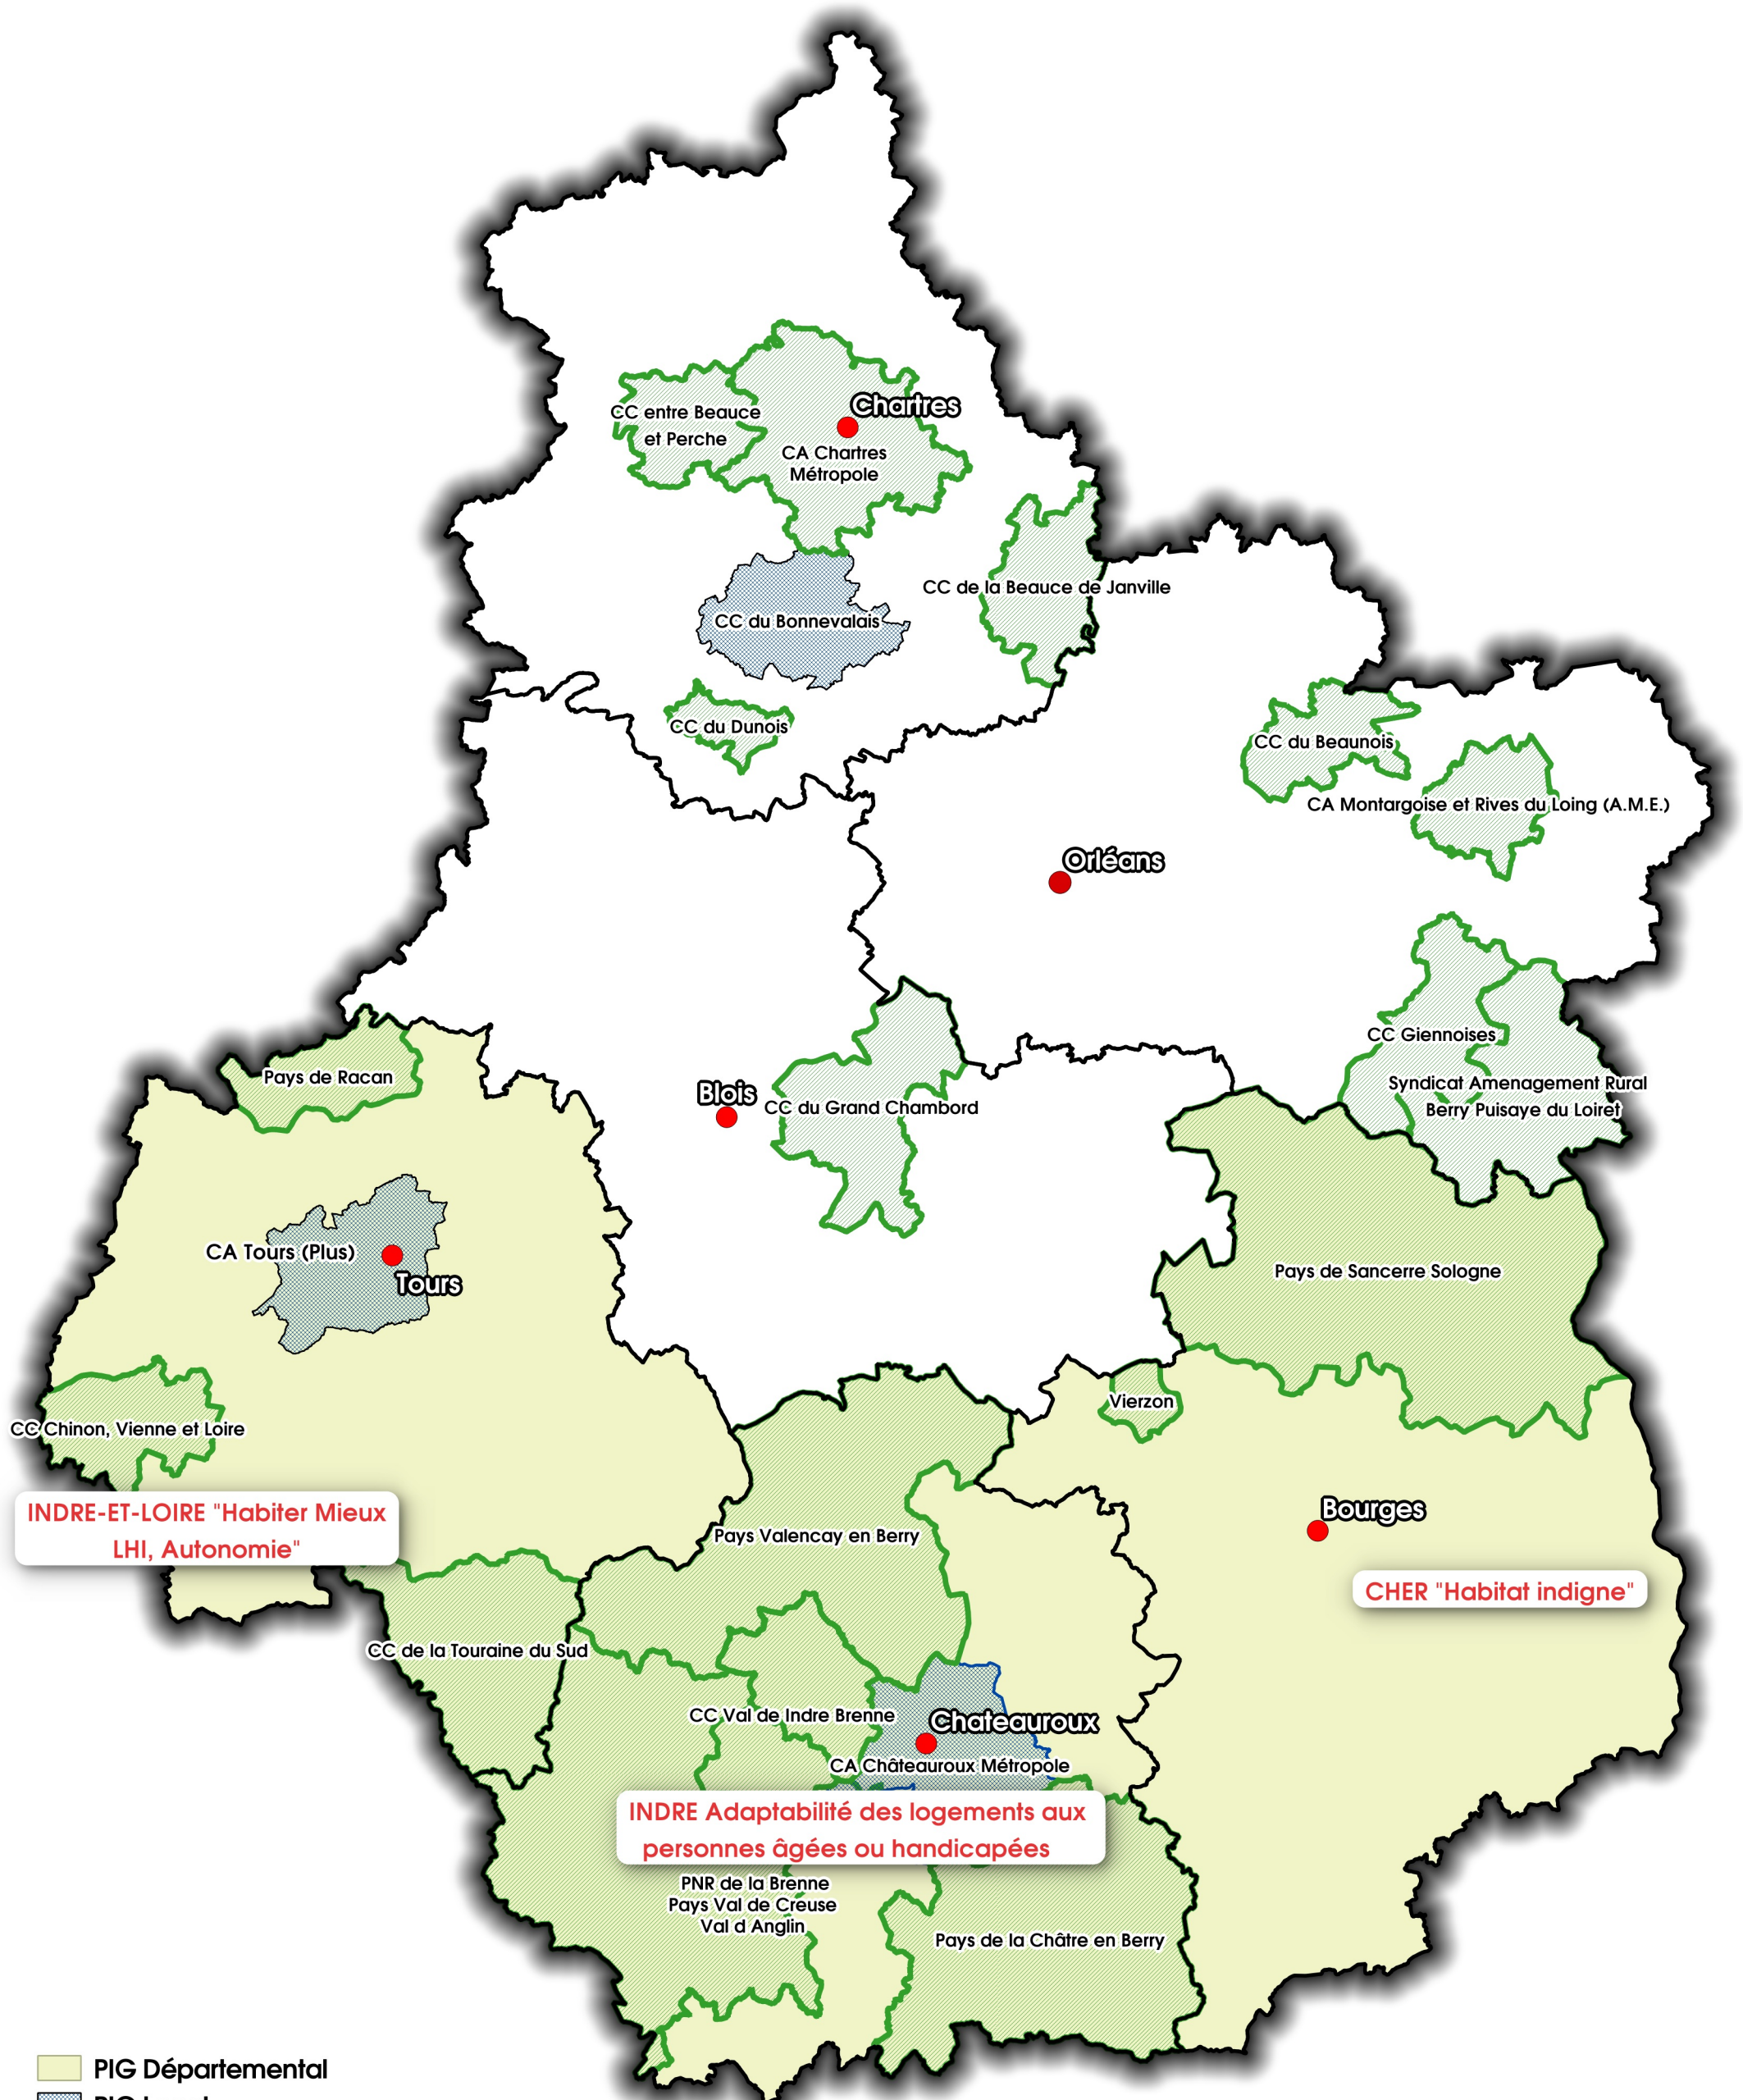 Chartres
CC entre Beauce
et Perche
CA Chartres
Métropole
CC de la Beauce de Janville
CC du Bonnevalais
CC du Dunois
CC du Beaunois
CA Montargoise et Rives du Loing (A.M.E.)
Orléans
CC Giennoises
Pays de Racan
Syndicat Amenagement Rural
Berry Puisaye du Loiret
Blois
CC du Grand Chambord
CA Tours (Plus)
Tours
Pays de Sancerre Sologne
Vierzon
CC Chinon, Vienne et Loire
INDRE-ET-LOIRE "Habiter Mieux
LHI, Autonomie"
Bourges
Pays Valencay en Berry
CHER "Habitat indigne"
CC de la Touraine du Sud
CC Val de Indre Brenne
Chateauroux
CA Châteauroux Métropole
INDRE Adaptabilité des logements aux
personnes âgées ou handicapées
PNR de la Brenne
Pays Val de Creuse
Val d Anglin
Pays de la Châtre en Berry
PIG Départemental